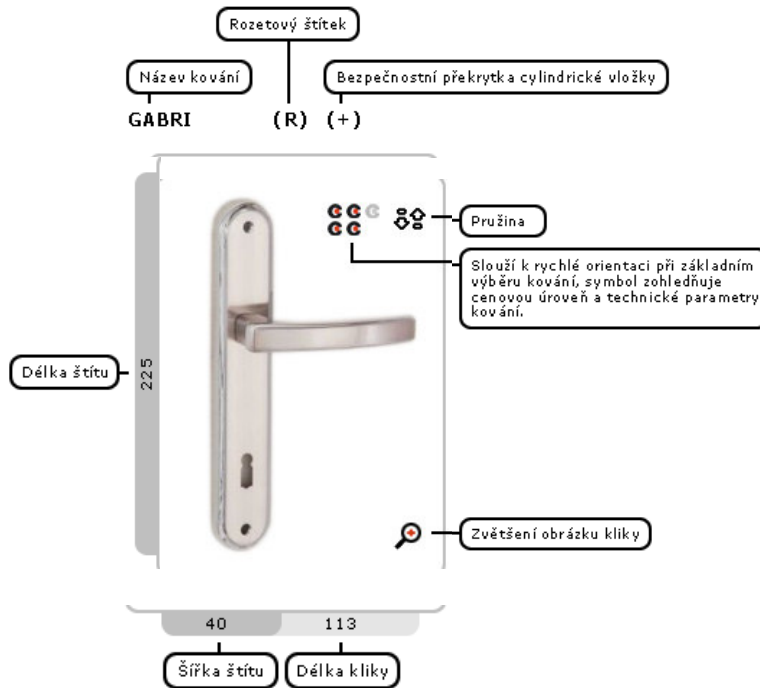 Rozetový štítek
Název kování
Bezpečnostní překrytka cylindrické vložky
GABRI (R) (+)
Pružina
Slouží k rychlé orientaci při základním
výběru kování, symbol zohledňuje
cenovou úroveň a technické parametry
kování.
Délka štítu
225
Zvětšení obrázku kliky
40
113
Šířka štítu
Délka kliky